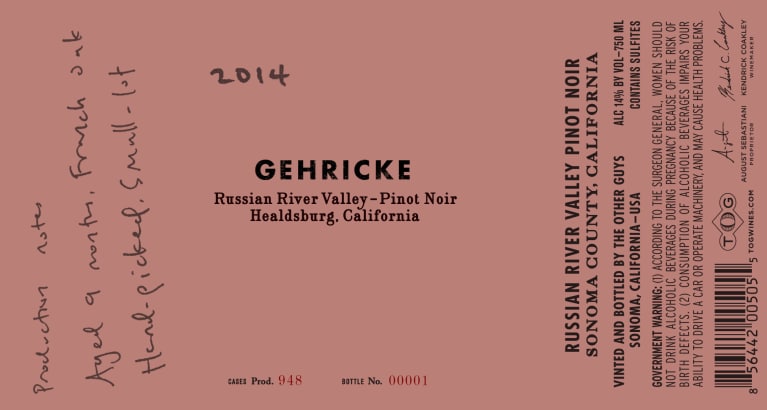 Production notes
Aged 9 months, French oak
Hand-picked, Small-lot
2014
GEHRICKE
Russian River Valley–Pinot Noir
Healdsburg, California
CASES Prod. 948 BOTTLE No. 00001
RUSSIAN RIVER VALLEY PINOT NOIR
SONOMA COUNTY, CALIFORNIA
VINTED AND BOTTLED BY THE OTHER GUYS ALC 14% BY VOL–750 ML
SONOMA, CALIFORNIA–USA CONTAINS SULFITES
GOVERNMENT WARNING: (1) ACCORDING TO THE SURGEON GENERAL, WOMEN SHOULD
NOT DRINK ALCOHOLIC BEVERAGES DURING PREGNANCY BECAUSE OF THE RISK OF
BIRTH DEFECTS. (2) CONSUMPTION OF ALCOHOLIC BEVERAGES IMPAIRS YOUR
ABILITY TO DRIVE A CAR OR OPERATE MACHINERY, AND MAY CAUSE HEALTH PROBLEMS.
TOG
TOGWINES.COM
AUGUST SEBASTIANI
PROPRIETOR
Kendrick C. Coakley
KENDRICK COAKLEY
WINEMAKER
8 56442 00505 5